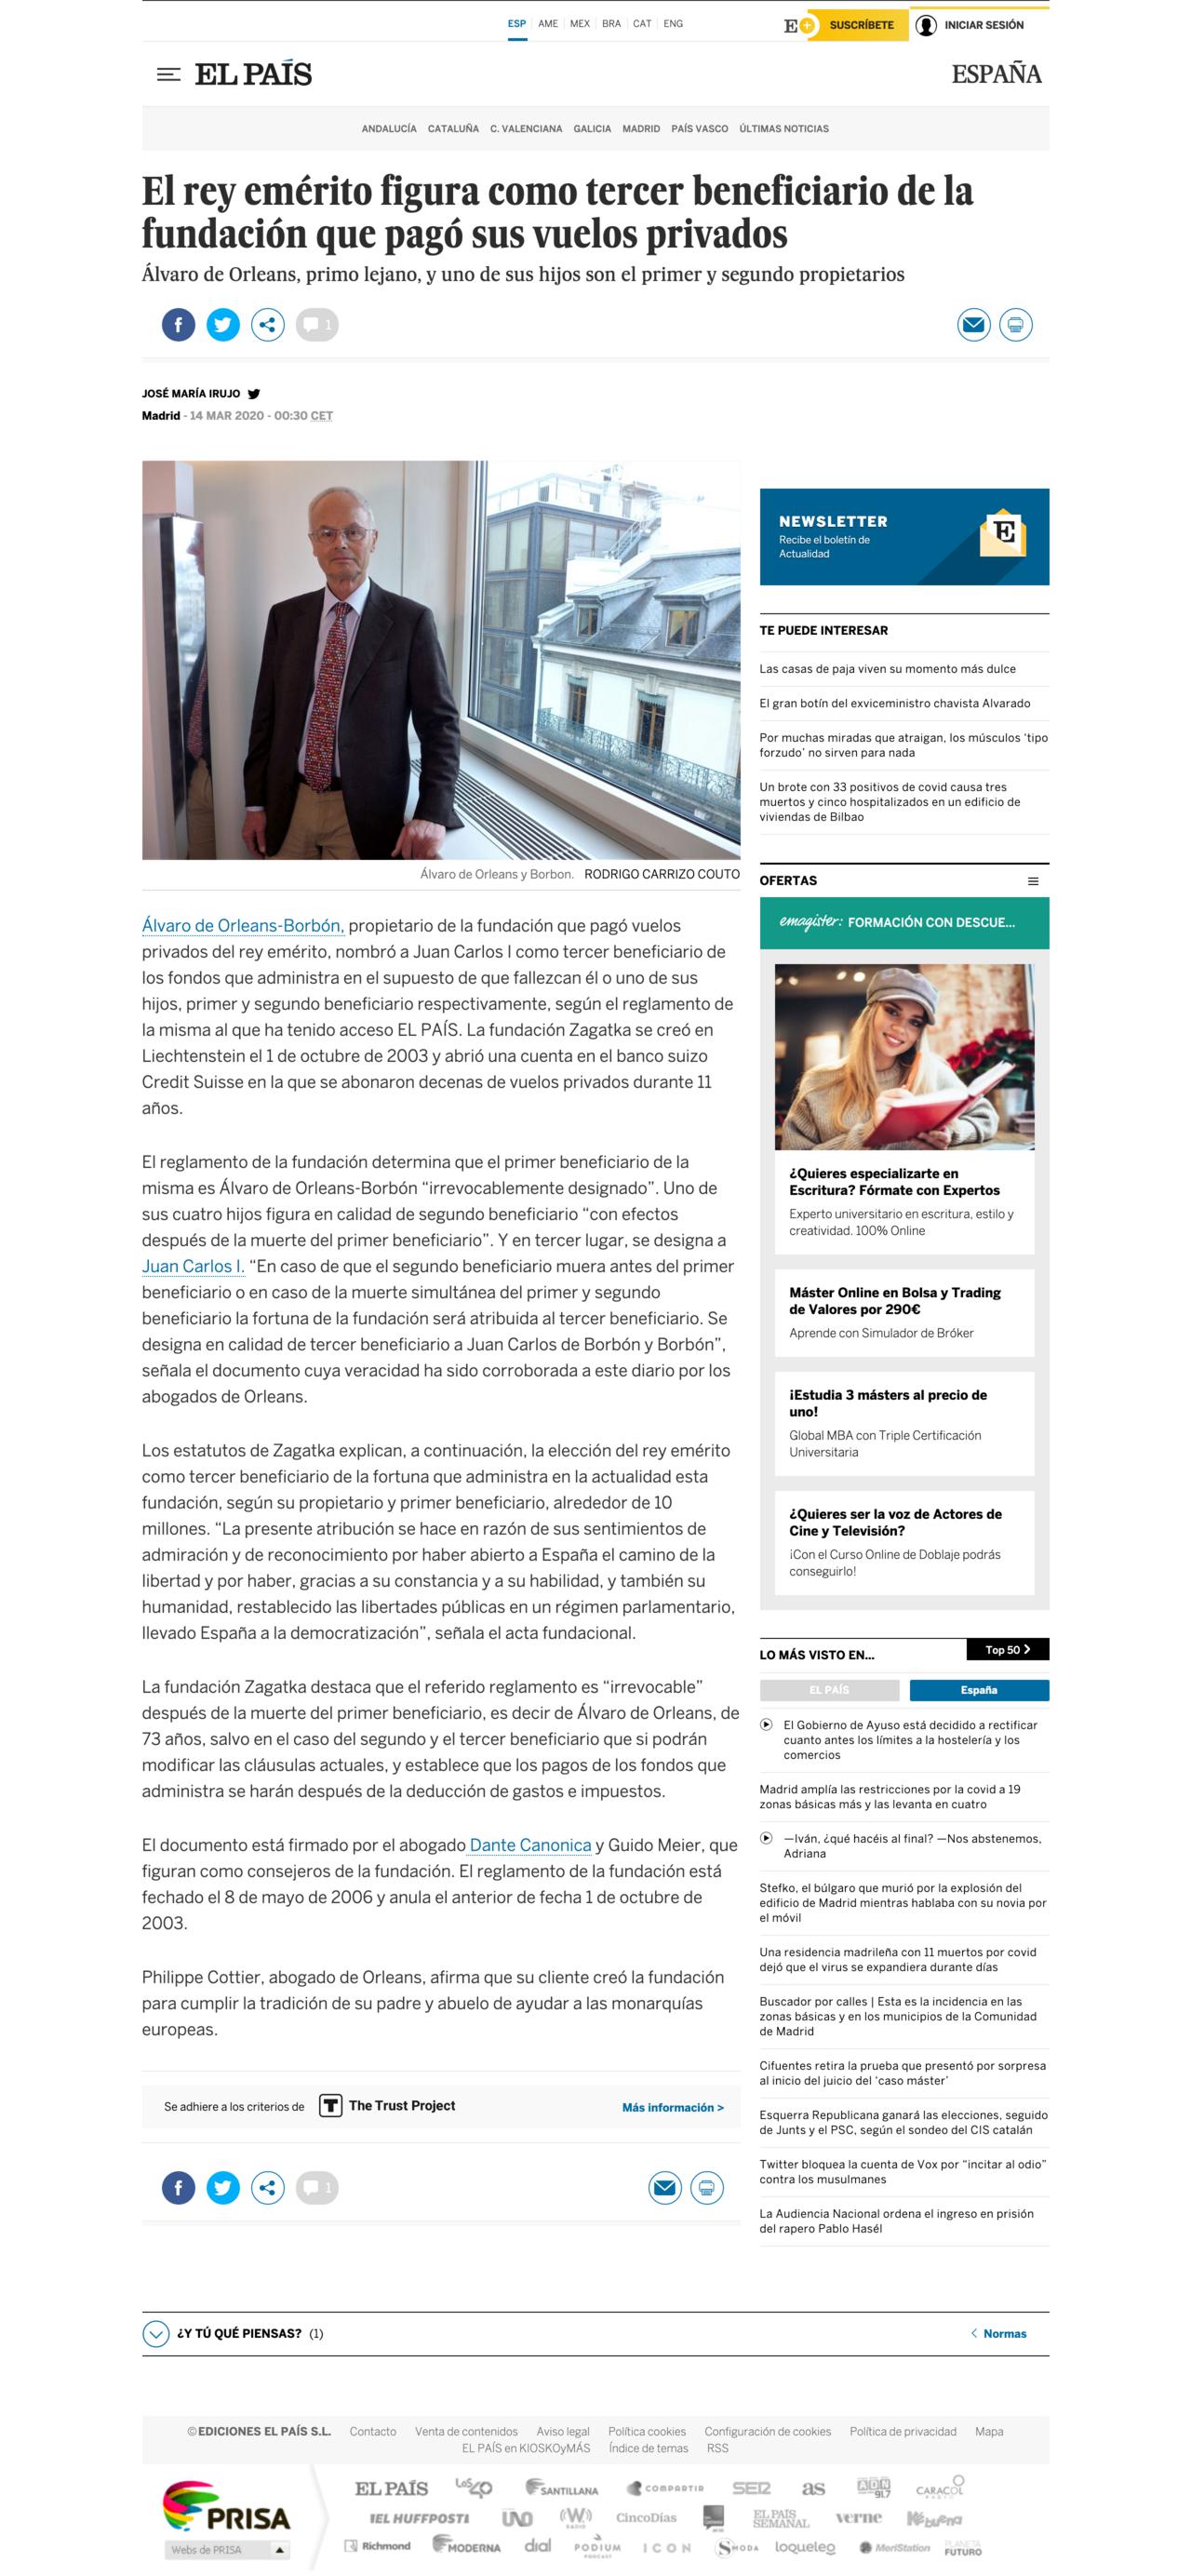 ESP AME MEX BRA CAT ENG
E+ SUSCRÍBETE INICIAR SESIÓN
EL PAÍS
ESPAÑA
ANDALUCÍA CATALUÑA C. VALENCIANA GALICIA MADRID PAÍS VASCO ÚLTIMAS NOTICIAS
El rey emérito figura como tercer beneficiario de la
fundación que pagó sus vuelos privados
Álvaro de Orleans, primo lejano, y uno de sus hijos son el primer y segundo propietarios
1
JOSÉ MARÍA IRUJO
Madrid - 14 MAR 2020 - 00:30 CET
Álvaro de Orleans y Borbon. RODRIGO CARRIZO COUTO
Álvaro de Orleans-Borbón, propietario de la fundación que pagó vuelos
privados del rey emérito, nombró a Juan Carlos I como tercer beneficiario de
los fondos que administra en el supuesto de que fallezcan él o uno de sus
hijos, primer y segundo beneficiario respectivamente, según el reglamento de
la misma al que ha tenido acceso EL PAÍS. La fundación Zagatka se creó en
Liechtenstein el 1 de octubre de 2003 y abrió una cuenta en el banco suizo
Credit Suisse en la que se abonaron decenas de vuelos privados durante 11
años.
El reglamento de la fundación determina que el primer beneficiario de la
misma es Álvaro de Orleans-Borbón “irrevocablemente designado”. Uno de
sus cuatro hijos figura en calidad de segundo beneficiario “con efectos
después de la muerte del primer beneficiario”. Y en tercer lugar, se designa a
Juan Carlos I. “En caso de que el segundo beneficiario muera antes del primer
beneficiario o en caso de la muerte simultánea del primer y segundo
beneficiario la fortuna de la fundación será atribuida al tercer beneficiario. Se
designa en calidad de tercer beneficiario a Juan Carlos de Borbón y Borbón”,
señala el documento cuya veracidad ha sido corroborada a este diario por los
abogados de Orleans.
Los estatutos de Zagatka explican, a continuación, la elección del rey emérito
como tercer beneficiario de la fortuna que administra en la actualidad esta
fundación, según su propietario y primer beneficiario, alrededor de 10
millones. “La presente atribución se hace en razón de sus sentimientos de
admiración y de reconocimiento por haber abierto a España el camino de la
libertad y por haber, gracias a su constancia y a su habilidad, y también su
humanidad, restablecido las libertades públicas en un régimen parlamentario,
llevado España a la democratización”, señala el acta fundacional.
La fundación Zagatka destaca que el referido reglamento es “irrevocable”
después de la muerte del primer beneficiario, es decir de Álvaro de Orleans, de
73 años, salvo en el caso del segundo y el tercer beneficiario que si podrán
modificar las cláusulas actuales, y establece que los pagos de los fondos que
administra se harán después de la deducción de gastos e impuestos.
El documento está firmado por el abogado Dante Canonica y Guido Meier, que
figuran como consejeros de la fundación. El reglamento de la fundación está
fechado el 8 de mayo de 2006 y anula el anterior de fecha 1 de octubre de
2003.
Philippe Cottier, abogado de Orleans, afirma que su cliente creó la fundación
para cumplir la tradición de su padre y abuelo de ayudar a las monarquías
europeas.
Se adhiere a los criterios de T The Trust Project Más información >
1
NEWSLETTER
Recibe el boletín de
Actualidad
E
TE PUEDE INTERESAR
Las casas de paja viven su momento más dulce
El gran botín del exviceministro chavista Alvarado
Por muchas miradas que atraigan, los músculos ‘tipo
forzudo’ no sirven para nada
Un brote con 33 positivos de covid causa tres
muertos y cinco hospitalizados en un edificio de
viviendas de Bilbao
OFERTAS
emagister: FORMACIÓN CON DESCUE...
¿Quieres especializarte en
Escritura? Fórmate con Expertos
Experto universitario en escritura, estilo y
creatividad. 100% Online
Máster Online en Bolsa y Trading
de Valores por 290€
Aprende con Simulador de Bróker
¡Estudia 3 másters al precio de
uno!
Global MBA con Triple Certificación
Universitaria
¿Quieres ser la voz de Actores de
Cine y Televisión?
¡Con el Curso Online de Doblaje podrás
conseguirlo!
LO MÁS VISTO EN... Top 50
EL PAÍS España
El Gobierno de Ayuso está decidido a rectificar
cuanto antes los límites a la hostelería y los
comercios
Madrid amplía las restricciones por la covid a 19
zonas básicas más y las levanta en cuatro
—Iván, ¿qué hacéis al final? —Nos abstenemos,
Adriana
Stefko, el búlgaro que murió por la explosión del
edificio de Madrid mientras hablaba con su novia por
el móvil
Una residencia madrileña con 11 muertos por covid
dejó que el virus se expandiera durante días
Buscador por calles | Esta es la incidencia en las
zonas básicas y en los municipios de la Comunidad
de Madrid
Cifuentes retira la prueba que presentó por sorpresa
al inicio del juicio del ‘caso máster’
Esquerra Republicana ganará las elecciones, seguido
de Junts y el PSC, según el sondeo del CIS catalán
Twitter bloquea la cuenta de Vox por “incitar al odio”
contra los musulmanes
La Audiencia Nacional ordena el ingreso en prisión
del rapero Pablo Hasél
¿Y TÚ QUÉ PIENSAS? (1) Normas
© EDICIONES EL PAÍS S.L. Contacto Venta de contenidos Aviso legal Política cookies Configuración de cookies Política de privacidad Mapa
EL PAÍS en KIOSKOyMÁS Índice de temas RSS
PRISA
Webs de PRISA
EL PAÍS LOS40 SANTILLANA COMPARTIR SER as ADN 91.7 CARACOL RADIO
IEL HUFFPOST! UNO (W) RADIO CincoDías EL PAÍS SEMANAL verne Ke buena
Richmond MODERNA dial PODIUM PODCAST ICON SMODA loqueleo MeriStation PLANETA FUTURO